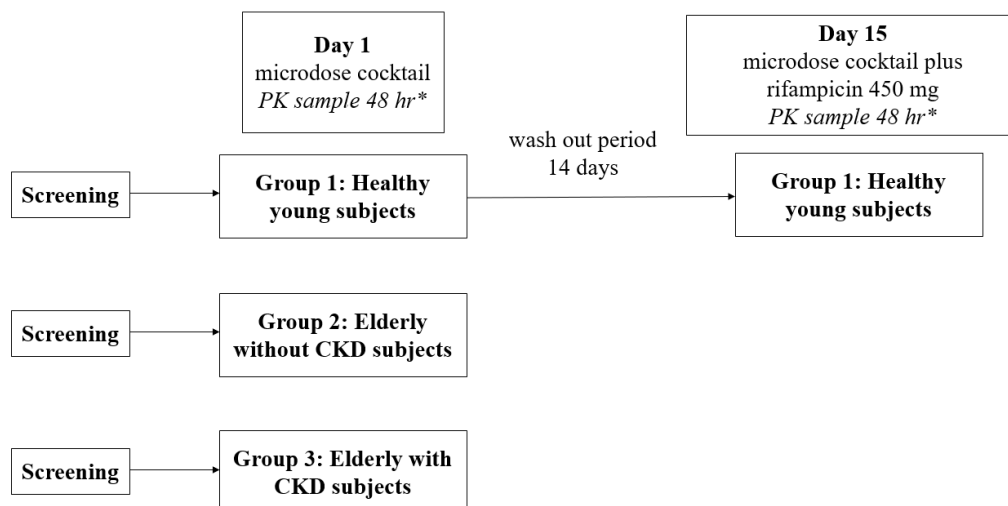 Day 1
microdose cocktail
PK sample 48 hr*
Day 15
microdose cocktail plus
rifampicin 450 mg
PK sample 48 hr*
wash out period
14 days
Screening
Group 1: Healthy
young subjects
Group 1: Healthy
young subjects
Screening
Group 2: Elderly
without CKD subjects
Screening
Group 3: Elderly with
CKD subjects